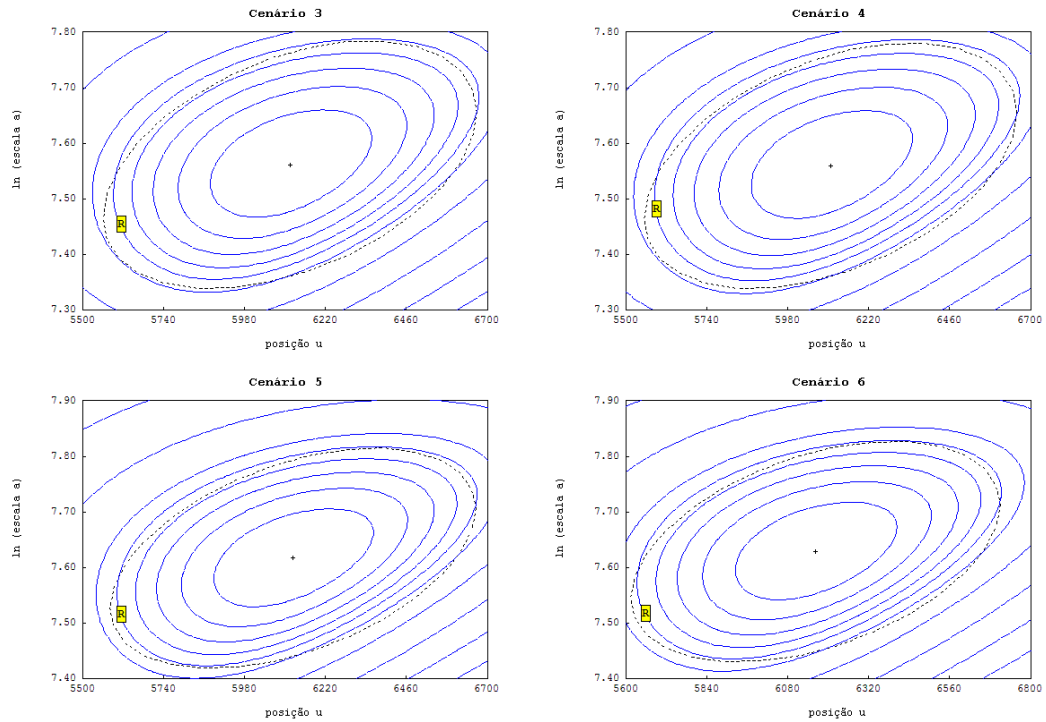 Cenário 3
ln (escala a)
7.80
7.70
7.60
7.50
7.40
7.30
R
5500 5740 5980 6220 6460 6700
posição u
Cenário 4
ln (escala a)
7.80
7.70
7.60
7.50
7.40
7.30
R
5500 5740 5980 6220 6460 6700
posição u
Cenário 5
ln (escala a)
7.90
7.80
7.70
7.60
7.50
7.40
R
5500 5740 5980 6220 6460 6700
posição u
Cenário 6
ln (escala a)
7.90
7.80
7.70
7.60
7.50
7.40
R
5600 5840 6080 6320 6560 6800
posição u